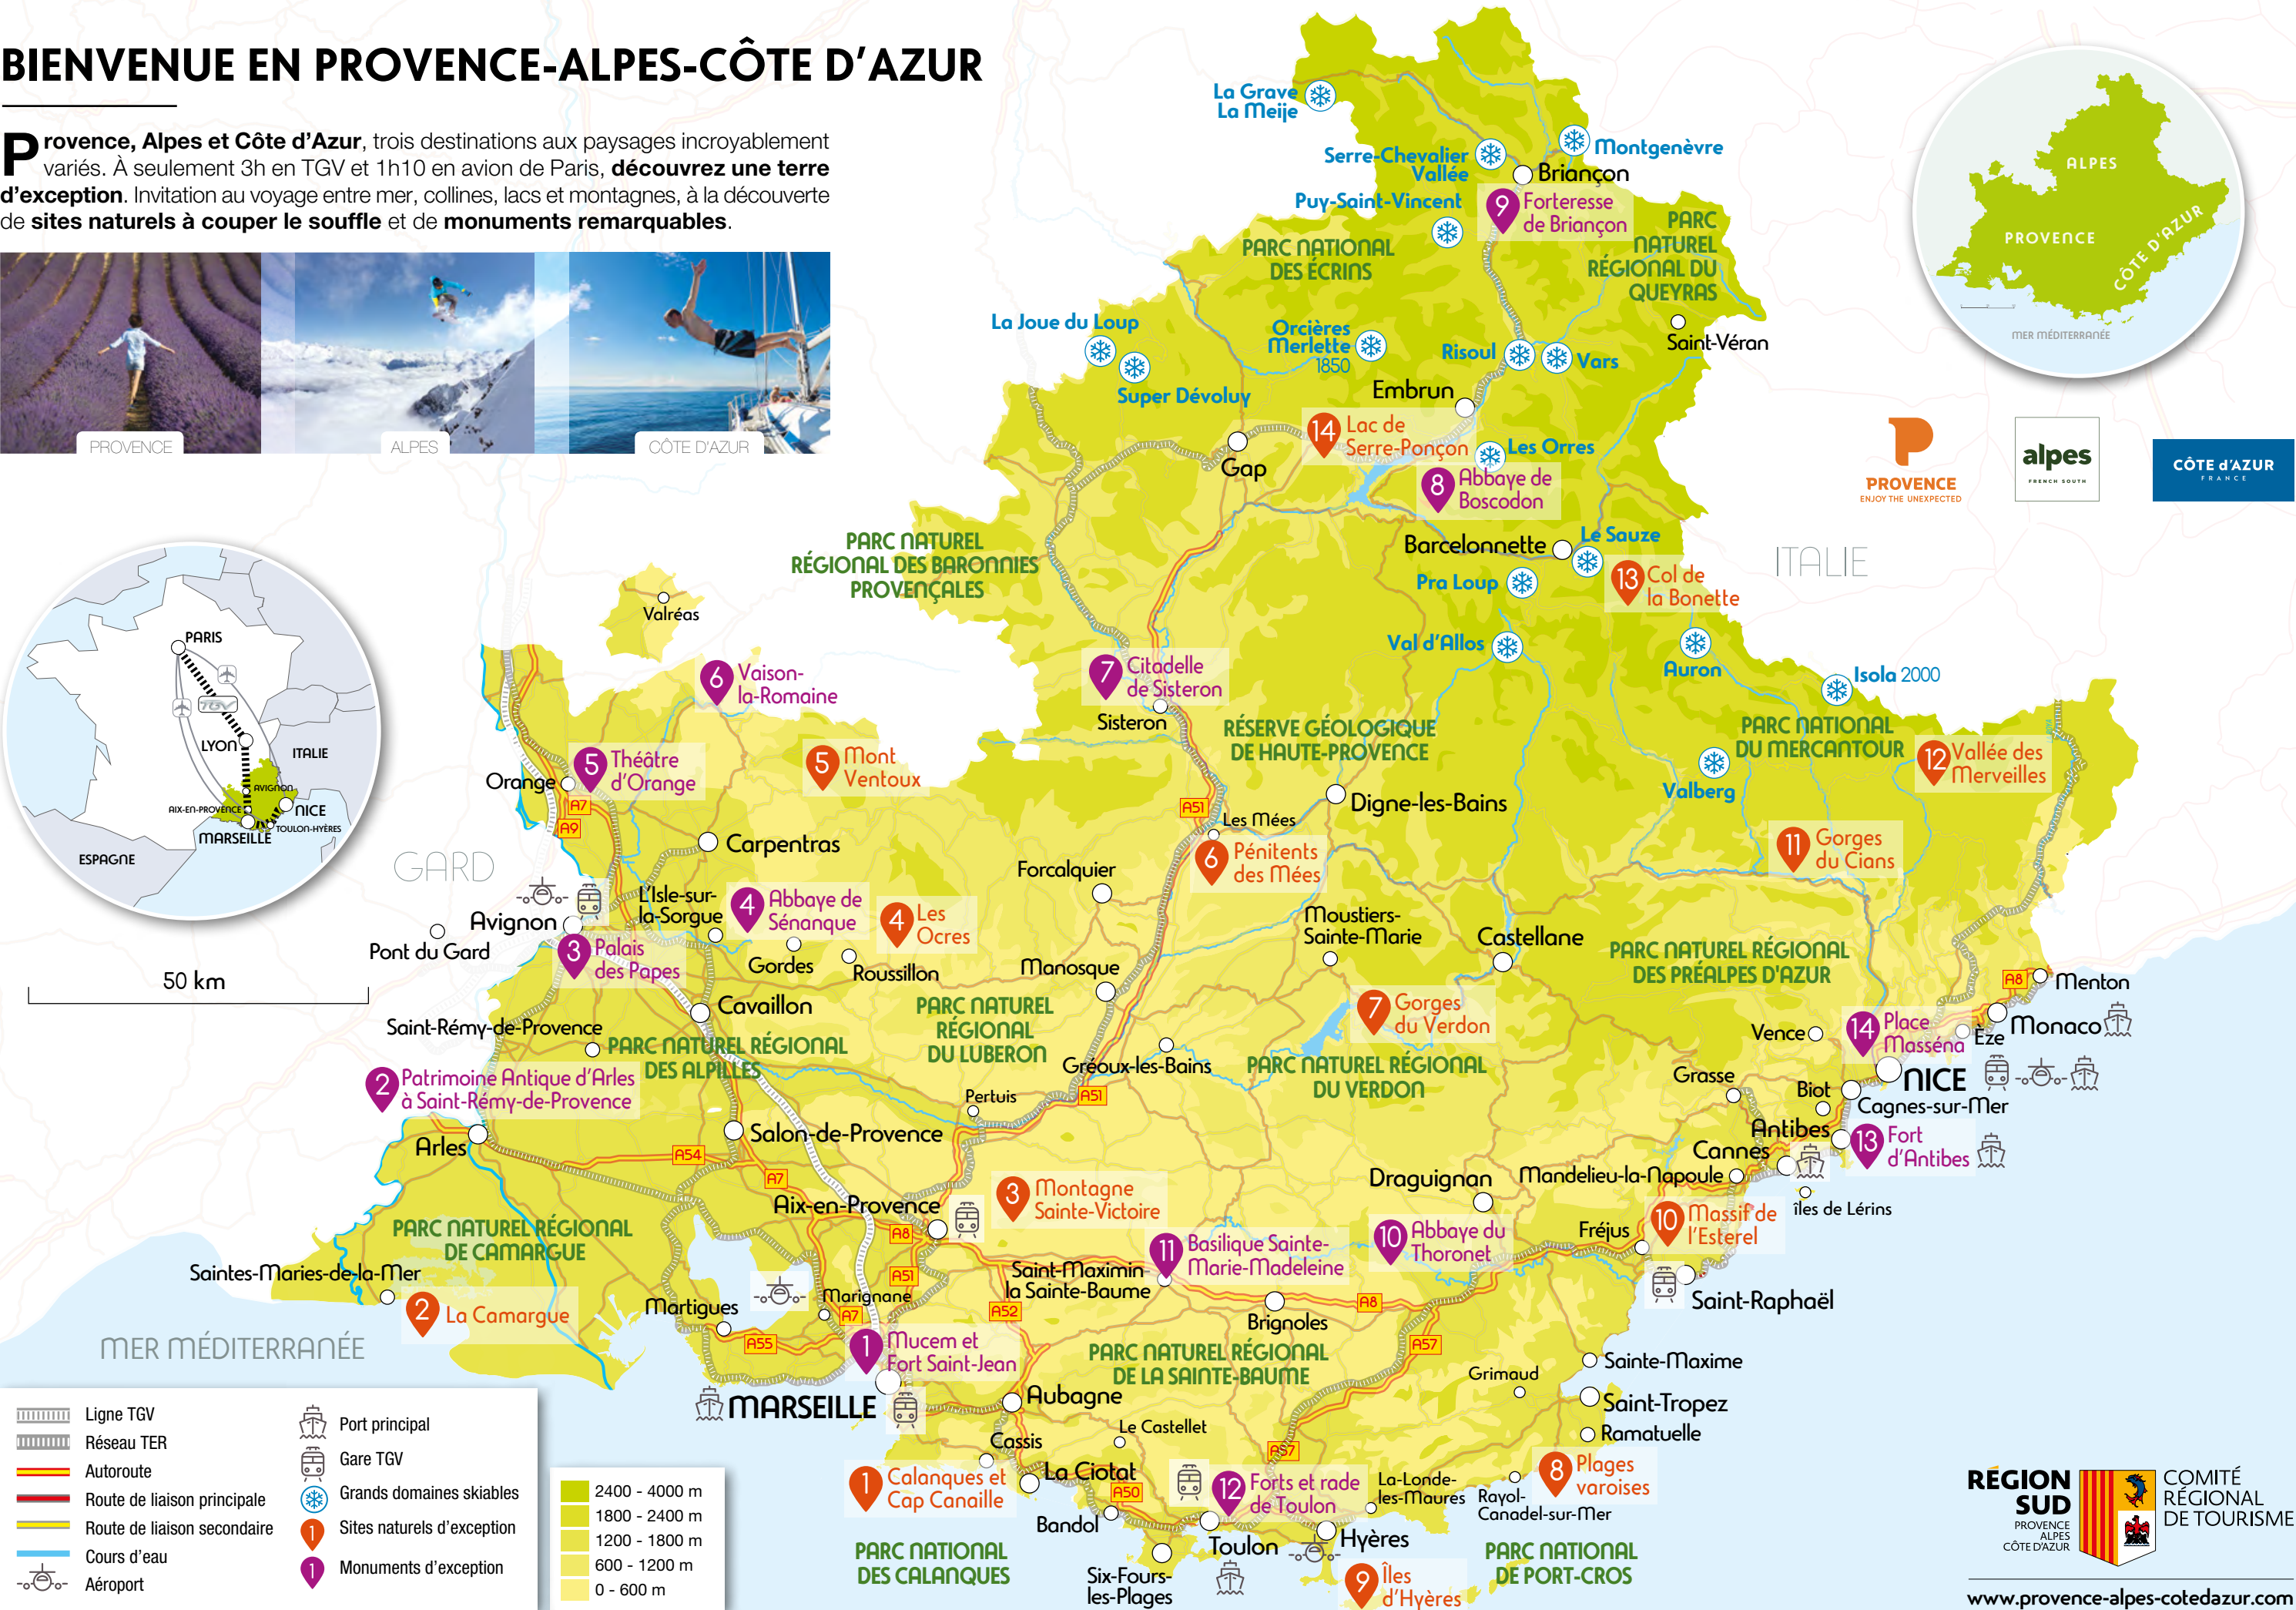 BIENVENUE EN PROVENCE-ALPES-CÔTE D'AZUR
Provence, Alpes et Côte d'Azur, trois destinations aux paysages incroyablement
variés. À seulement 3h en TGV et 1h10 en avion de Paris, découvrez une terre
d'exception. Invitation au voyage entre mer, collines, lacs et montagnes, à la découverte
de sites naturels à couper le souffle et de monuments remarquables.
PROVENCE
ALPES
CÔTE D'AZUR
ALPES
PROVENCE
CÔTE D'AZUR
MER MÉDITERRANÉE
PROVENCE
ENJOY THE UNEXPECTED
alpes
FRENCH SOUTH
CÔTE d'AZUR
FRANCE
PARIS
TGV
LYON
ITALIE
AVIGNON
AIX-EN-PROVENCE
NICE
TOULON-HYÈRES
MARSEILLE
ESPAGNE
50 km
La Grave
La Meije
Serre-Chevalier
Vallée
Montgenèvre
Briançon
Puy-Saint-Vincent
9 Forteresse
de Briançon
PARC NATIONAL
DES ÉCRINS
PARC
NATUREL
RÉGIONAL DU
QUEYRAS
Saint-Véran
La Joue du Loup
Super Dévoluy
Orcières
Merlette
1850
Risoul
Vars
Embrun
14 Lac de
Serre-Ponçon
Gap
Les Orres
8 Abbaye de
Boscodon
Barcelonnette
Le Sauze
ITALIE
Pra Loup
13 Col de
la Bonette
PARC NATUREL
RÉGIONAL DES BARONNIES
PROVENÇALES
Valréas
6 Vaison-
la-Romaine
7 Citadelle
de Sisteron
Sisteron
Val d'Allos
Auron
Isola 2000
RÉSERVE GÉOLOGIQUE
DE HAUTE-PROVENCE
PARC NATIONAL
DU MERCANTOUR
12 Vallée des
Merveilles
Valberg
Orange
5 Théâtre
d'Orange
5 Mont
Ventoux
A7
A9
A51
Digne-les-Bains
Les Mées
6 Pénitents
des Mées
11 Gorges
du Cians
Carpentras
GARD
Forcalquier
L'Isle-sur-
la-Sorgue
4 Abbaye de
Sénanque
4 Les
Ocres
Avignon
Pont du Gard
3 Palais
des Papes
Gordes
Roussillon
Moustiers-
Sainte-Marie
Castellane
PARC NATUREL RÉGIONAL
DES PRÉALPES D'AZUR
Manosque
Cavaillon
PARC NATUREL
RÉGIONAL
DU LUBERON
7 Gorges
du Verdon
A8
Menton
Monaco
Èze
Vence
14 Place
Masséna
Saint-Rémy-de-Provence
PARC NATUREL RÉGIONAL
DES ALPILLES
Gréoux-les-Bains
PARC NATUREL RÉGIONAL
DU VERDON
NICE
Grasse
Biot
Cagnes-sur-Mer
2 Patrimoine Antique d'Arles
à Saint-Rémy-de-Provence
Pertuis
A51
Arles
Salon-de-Provence
Antibes
13 Fort
d'Antibes
Cannes
A54
A7
Draguignan
Mandelieu-la-Napoule
îles de Lérins
Aix-en-Provence
3 Montagne
Sainte-Victoire
PARC NATUREL RÉGIONAL
DE CAMARGUE
A8
11 Basilique Sainte-
Marie-Madeleine
10 Abbaye du
Thoronet
Fréjus
10 Massif de
l'Esterel
Saintes-Maries-de-la-Mer
A51
Saint-Maximin-
la Sainte-Baume
Saint-Raphaël
2 La Camargue
Martigues
Marignane
A7
A52
A8
Brignoles
A55
A57
MER MÉDITERRANÉE
1 Mucem et
Fort Saint-Jean
PARC NATUREL RÉGIONAL
DE LA SAINTE-BAUME
Sainte-Maxime
Grimaud
MARSEILLE
Aubagne
Saint-Tropez
Le Castellet
Ramatuelle
Cassis
A57
1 Calanques et
Cap Canaille
La Ciotat
A50
12 Forts et rade
de Toulon
La-Londe-
les-Maures
Rayol-
Canadel-sur-Mer
8 Plages
varoises
Bandol
Toulon
Hyères
PARC NATIONAL
DES CALANQUES
Six-Fours-
les-Plages
9 Îles
d'Hyères
PARC NATIONAL
DE PORT-CROS
Ligne TGV
Réseau TER
Autoroute
Route de liaison principale
Route de liaison secondaire
Cours d'eau
Aéroport
Port principal
Gare TGV
Grands domaines skiables
1 Sites naturels d'exception
1 Monuments d'exception
2400 - 4000 m
1800 - 2400 m
1200 - 1800 m
600 - 1200 m
0 - 600 m
RÉGION
SUD
PROVENCE
ALPES
CÔTE D'AZUR
COMITÉ
RÉGIONAL
DE TOURISME
www.provence-alpes-cotedazur.com